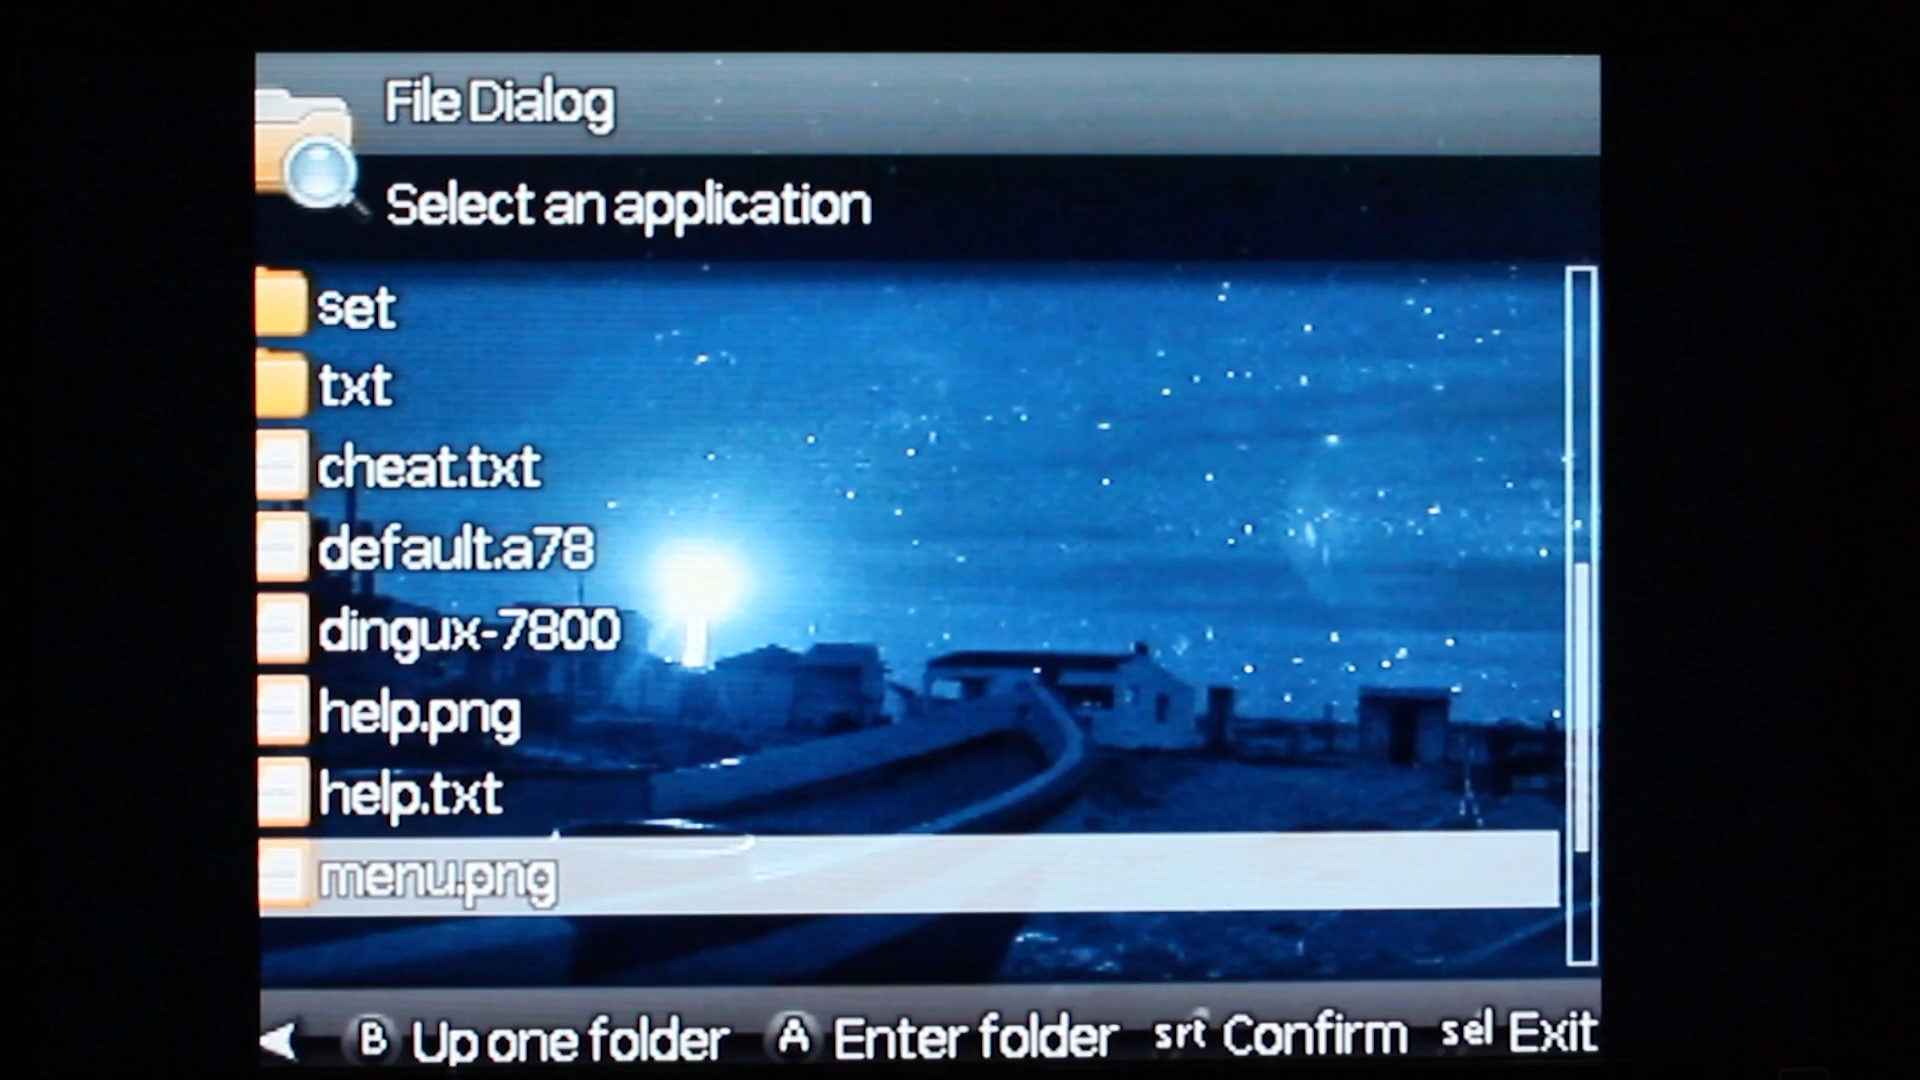 File Dialog
Select an application
set
txt
cheat.txt
default.a78
dingux-7800
help.png
help.txt
menu.png
B Up one folder A Enter folder srt Confirm sel Exit